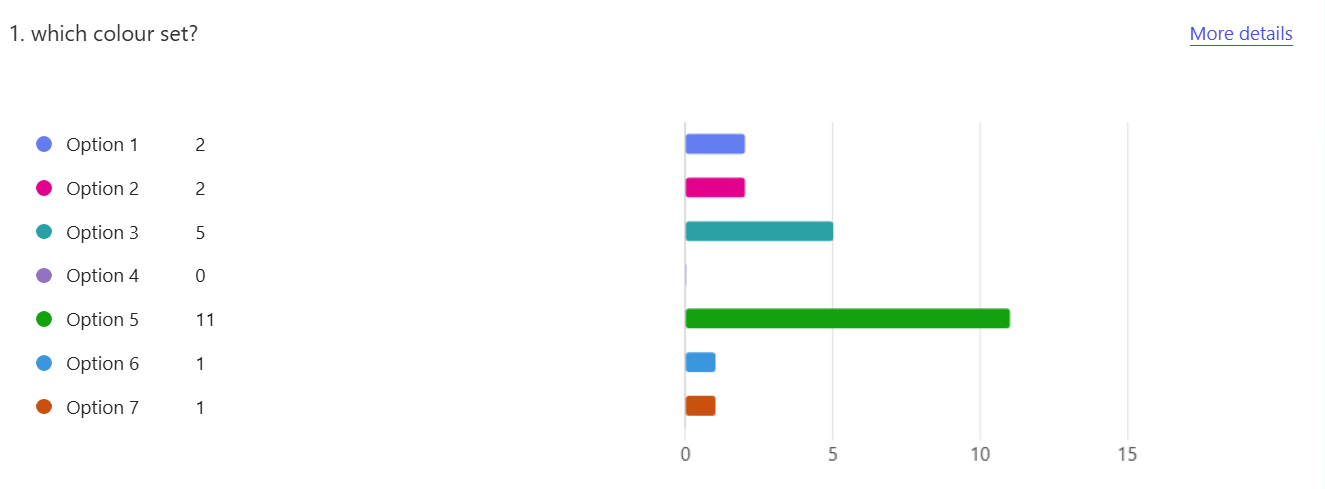 1. which colour set?
More details
Option 1 2
Option 2 2
Option 3 5
Option 4 0
Option 5 11
Option 6 1
Option 7 1
0 5 10 15